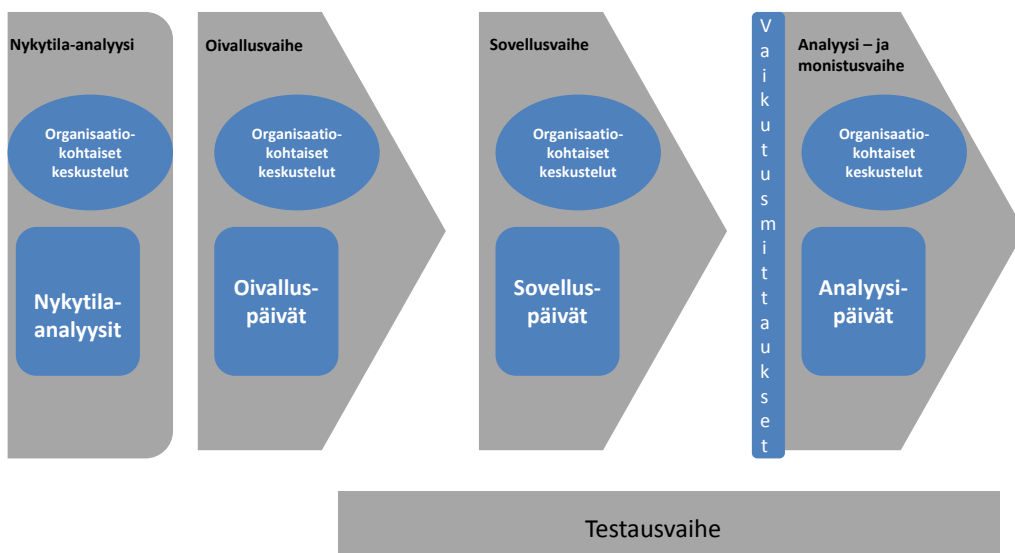 Nykytila-analyysi
Organisaatio-
kohtaiset
keskustelut
Nykytila-
analyysit
Oivallusvaihe
Organisaatio-
kohtaiset
keskustelut
Oivallus-
päivät
Sovellusvaihe
Organisaatio-
kohtaiset
keskustelut
Sovellus-
päivät
Vaikutusmittaukset
Analyysi – ja
monistusvaihe
Organisaatio-
kohtaiset
keskustelut
Analyysi-
päivät
Testausvaihe